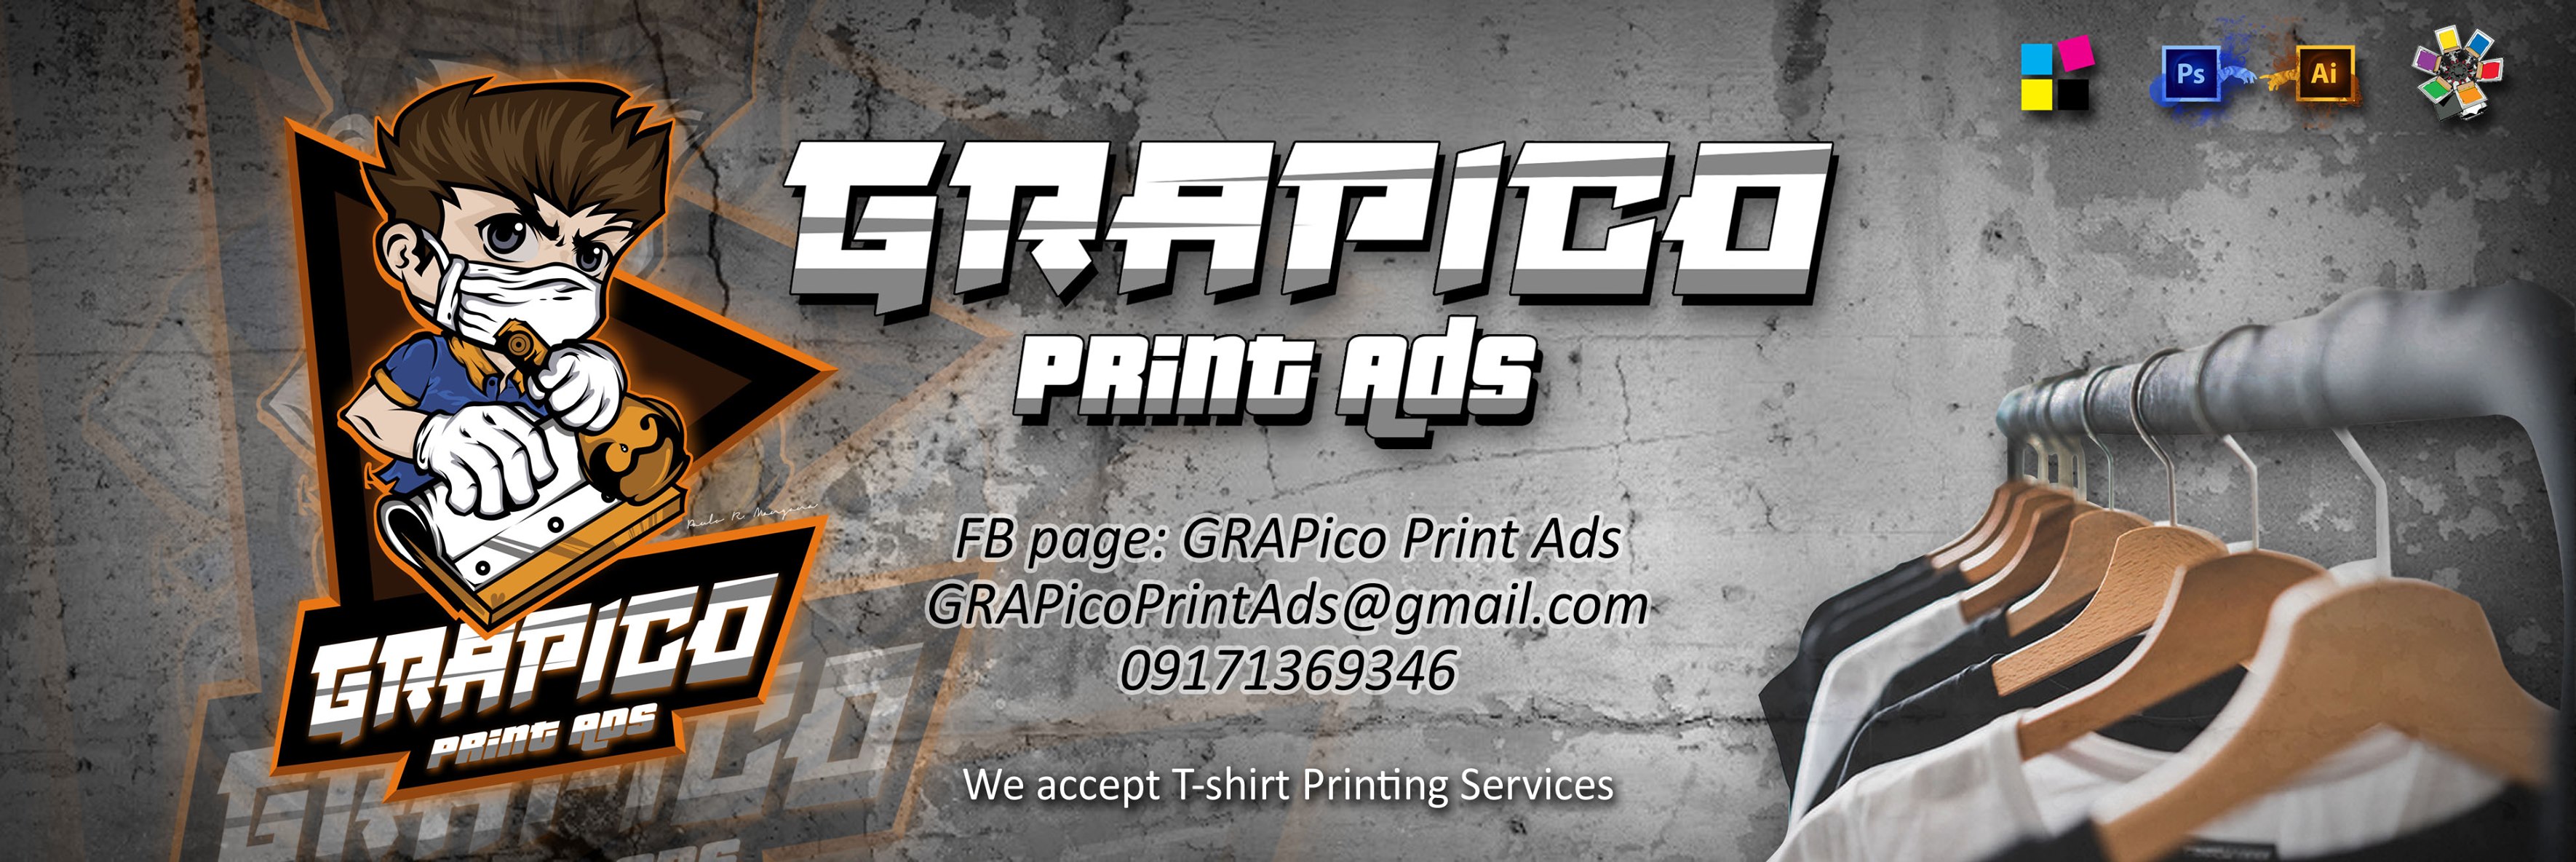 Ps
Ai
GRAPICO
PRiNt AdS
FB page: GRAPico Print Ads
GRAPicoPrintAds@gmail.com
09171369346
We accept T-shirt Printing Services
GRAPICO
PRiNt AdS
GRAPICO